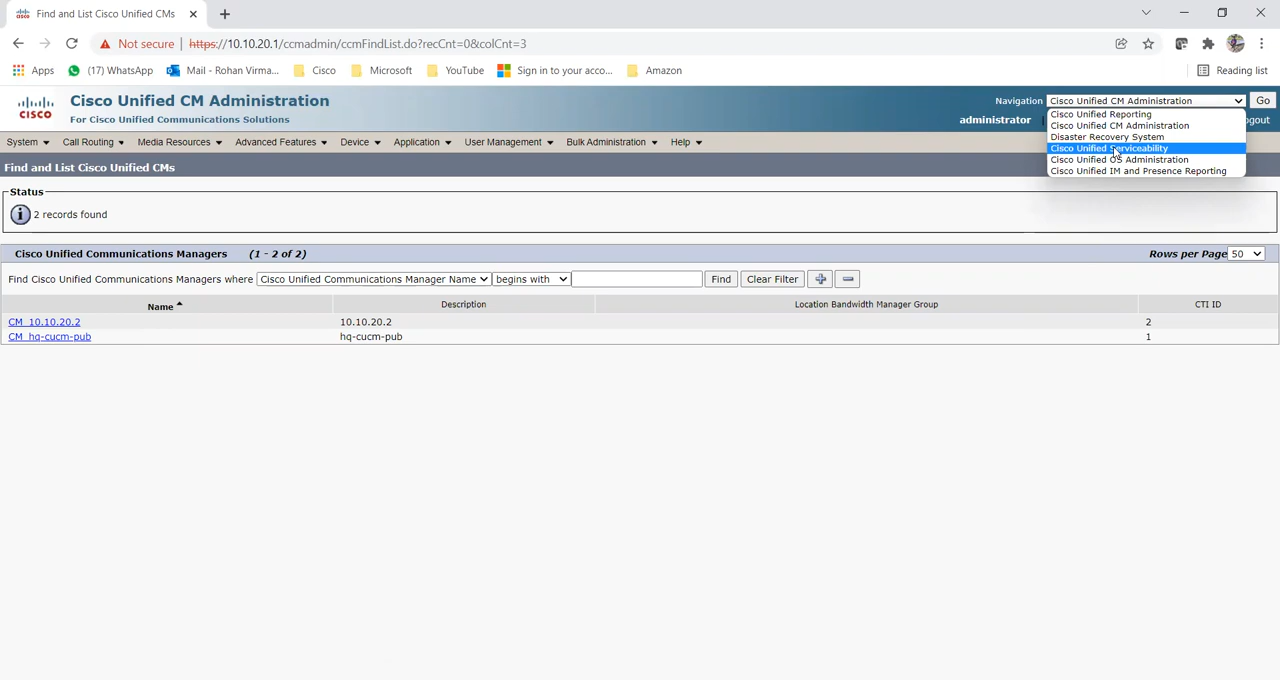 Find and List Cisco Unified CMs
Not secure | https://10.10.20.1/ccmadmin/ccmFindList.do?recCnt=0&colCnt=3
Apps (17) WhatsApp Mail - Rohan Virma... Cisco Microsoft YouTube Sign in to your acco... Amazon Reading list
CISCO
Cisco Unified CM Administration
For Cisco Unified Communications Solutions
Navigation Cisco Unified CM Administration Go
administrator | ogout
Cisco Unified Reporting
Cisco Unified CM Administration
Disaster Recovery System
Cisco Unified Serviceability
Cisco Unified OS Administration
Cisco Unified IM and Presence Reporting
System Call Routing Media Resources Advanced Features Device Application User Management Bulk Administration Help
Find and List Cisco Unified CMs
Status
2 records found
Cisco Unified Communications Managers (1 - 2 of 2) Rows per Page 50
Find Cisco Unified Communications Managers where Cisco Unified Communications Manager Name begins with Find Clear Filter
Name Description Location Bandwidth Manager Group CTI ID
CM_10.10.20.2 10.10.20.2 2
CM_hq-cucm-pub hq-cucm-pub 1